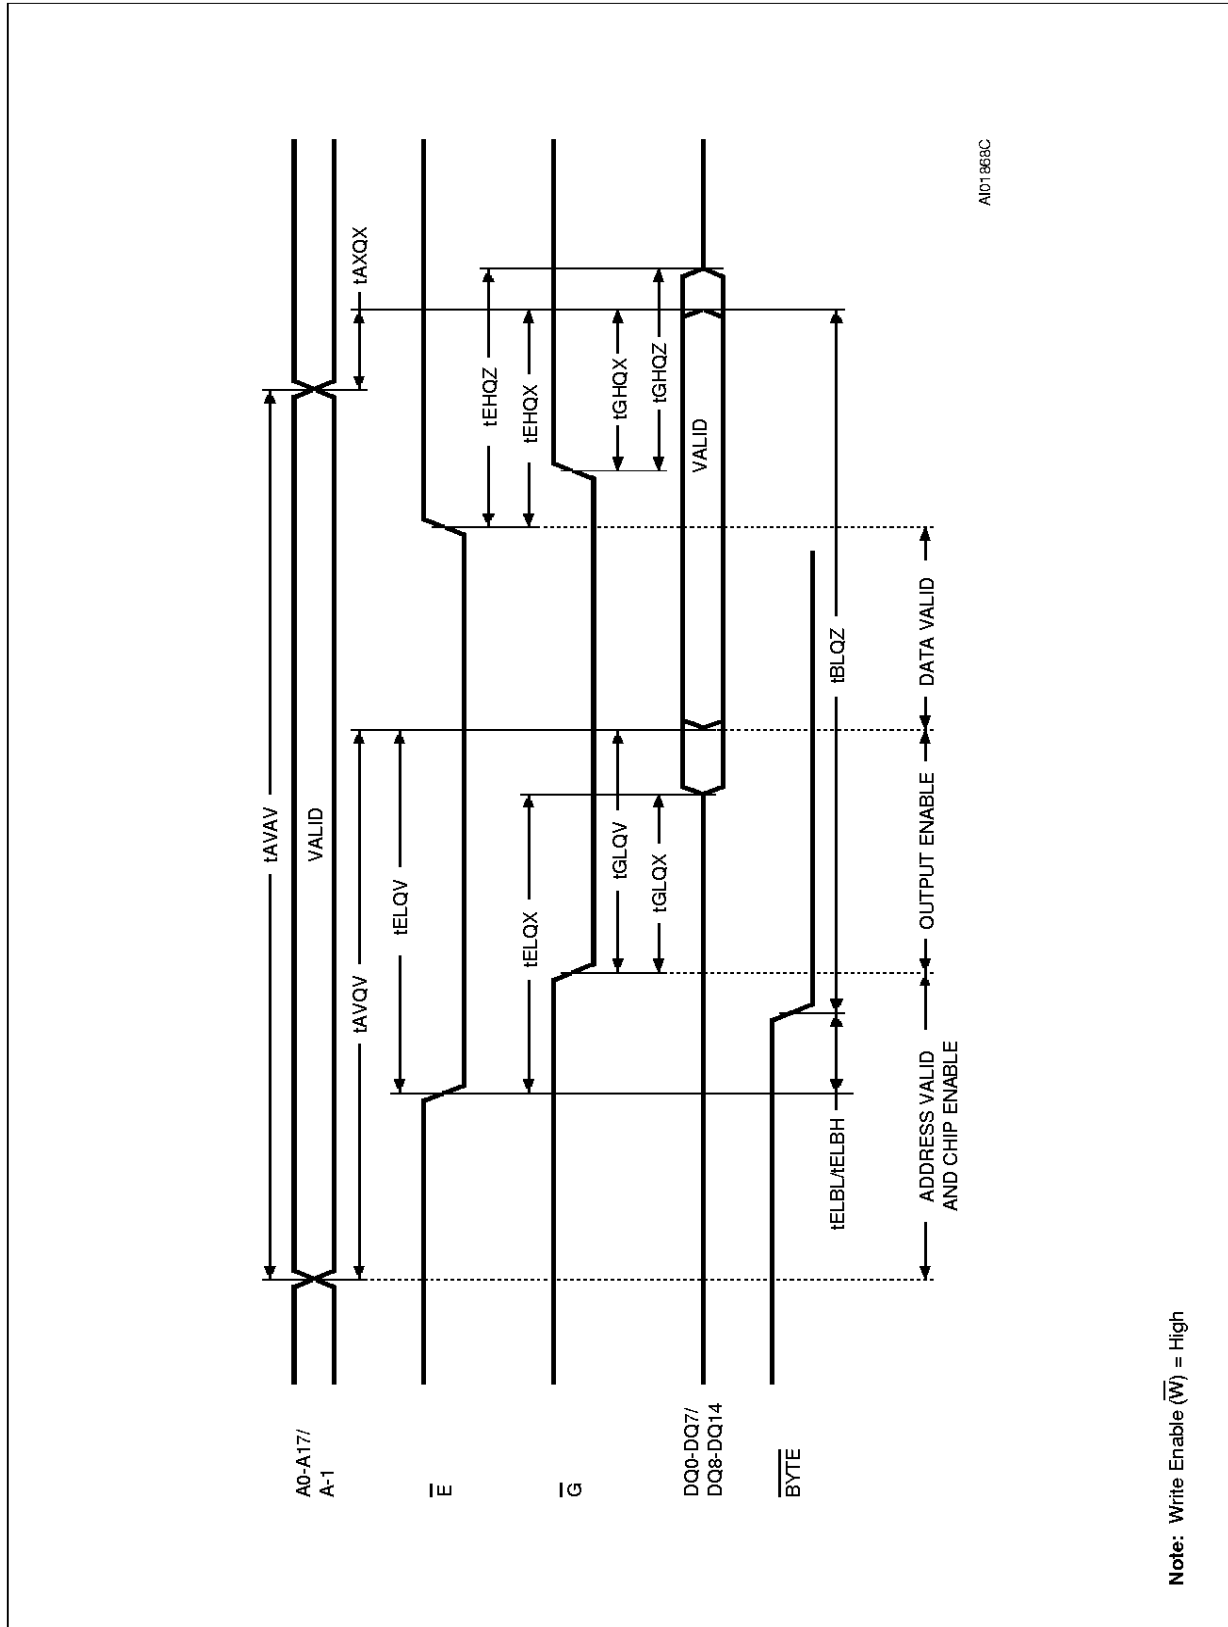 tAVAV
A0-A17/
A-1
VALID
tAVQV
tAXQX
tELQV
E
tEHQZ
tELQX
tEHQX
G
tGLQV
tGHQX
tGLQX
tGHQZ
DQ0-DQ7/
DQ8-DQ14
VALID
BYTE
tELBL/tELBH
tBLQZ
ADDRESS VALID
AND CHIP ENABLE
OUTPUT ENABLE
DATA VALID
AI01868C
Note: Write Enable (W̅) = High